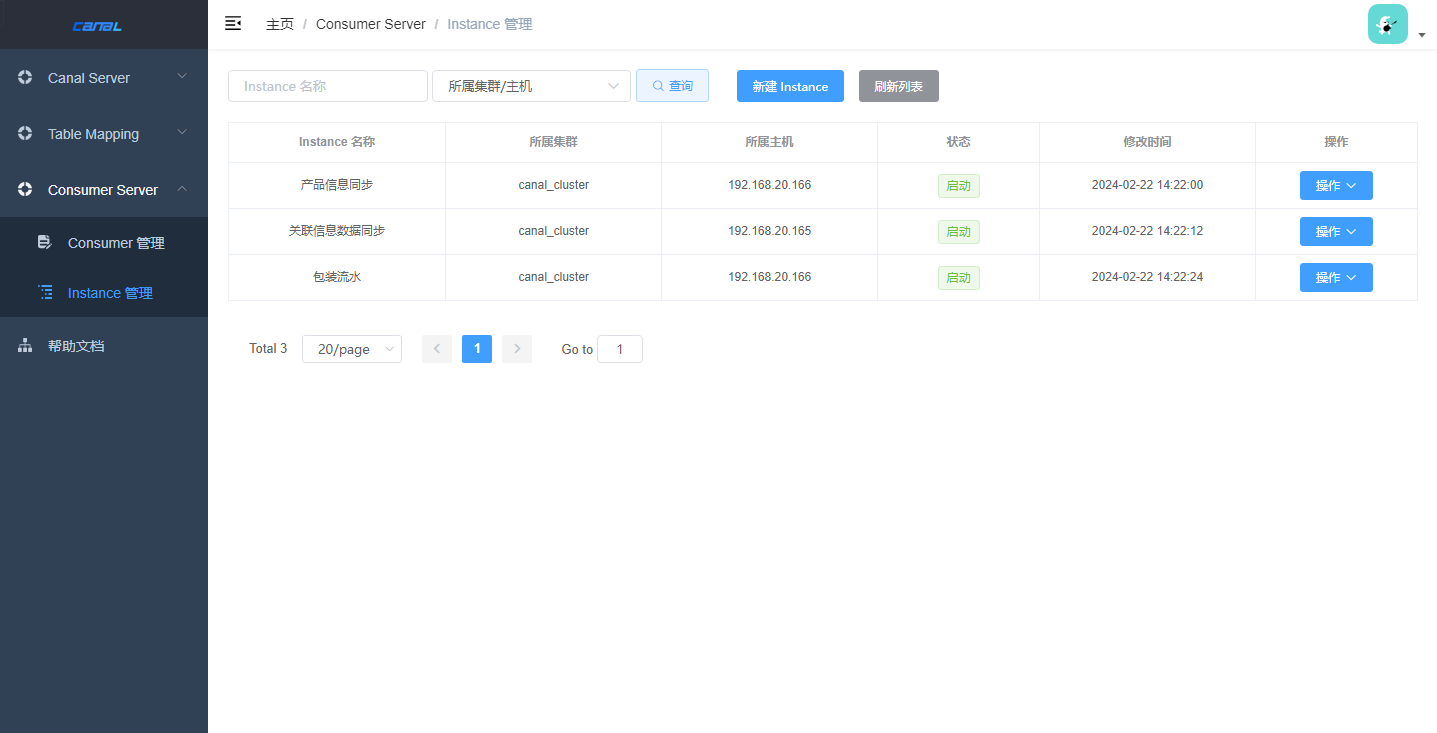 CANAL
主页 / Consumer Server / Instance 管理
Canal Server
Table Mapping
Consumer Server
Consumer 管理
Instance 管理
帮助文档
Instance 名称 所属集群/主机 查询 新建 Instance 刷新列表
Instance 名称 所属集群 所属主机 状态 修改时间 操作
产品信息同步 canal_cluster 192.168.20.166 启动 2024-02-22 14:22:00 操作
关联信息数据同步 canal_cluster 192.168.20.165 启动 2024-02-22 14:22:12 操作
包装流水 canal_cluster 192.168.20.166 启动 2024-02-22 14:22:24 操作
Total 3 20/page 1 Go to 1